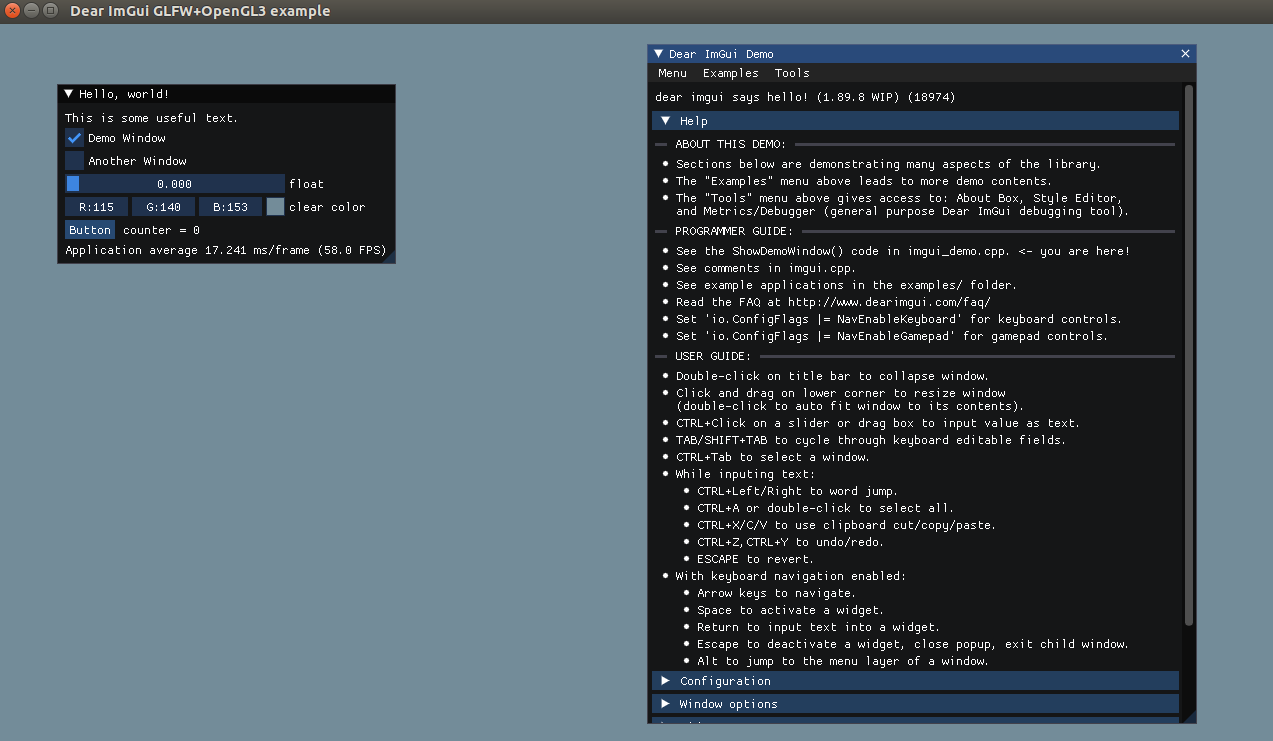 Dear ImGui GLFW+OpenGL3 example
Hello, world!
This is some useful text.
Demo Window
Another Window
0.000 float
R:115 G:140 B:153 clear color
Button counter = 0
Application average 17.241 ms/frame (58.0 FPS)
Dear ImGui Demo
Menu Examples Tools
dear imgui says hello! (1.89.8 WIP) (18974)
Help
ABOUT THIS DEMO:
Sections below are demonstrating many aspects of the library.
The "Examples" menu above leads to more demo contents.
The "Tools" menu above gives access to: About Box, Style Editor,
and Metrics/Debugger (general purpose Dear ImGui debugging tool).
PROGRAMMER GUIDE:
See the ShowDemoWindow() code in imgui_demo.cpp. <- you are here!
See comments in imgui.cpp.
See example applications in the examples/ folder.
Read the FAQ at http://www.dearimgui.com/faq/
Set 'io.ConfigFlags |= NavEnableKeyboard' for keyboard controls.
Set 'io.ConfigFlags |= NavEnableGamepad' for gamepad controls.
USER GUIDE:
Double-click on title bar to collapse window.
Click and drag on lower corner to resize window
(double-click to auto fit window to its contents).
CTRL+Click on a slider or drag box to input value as text.
TAB/SHIFT+TAB to cycle through keyboard editable fields.
CTRL+Tab to select a window.
While inputing text:
CTRL+Left/Right to word jump.
CTRL+A or double-click to select all.
CTRL+X/C/V to use clipboard cut/copy/paste.
CTRL+Z,CTRL+Y to undo/redo.
ESCAPE to revert.
With keyboard navigation enabled:
Arrow keys to navigate.
Space to activate a widget.
Return to input text into a widget.
Escape to deactivate a widget, close popup, exit child window.
Alt to jump to the menu layer of a window.
Configuration
Window options